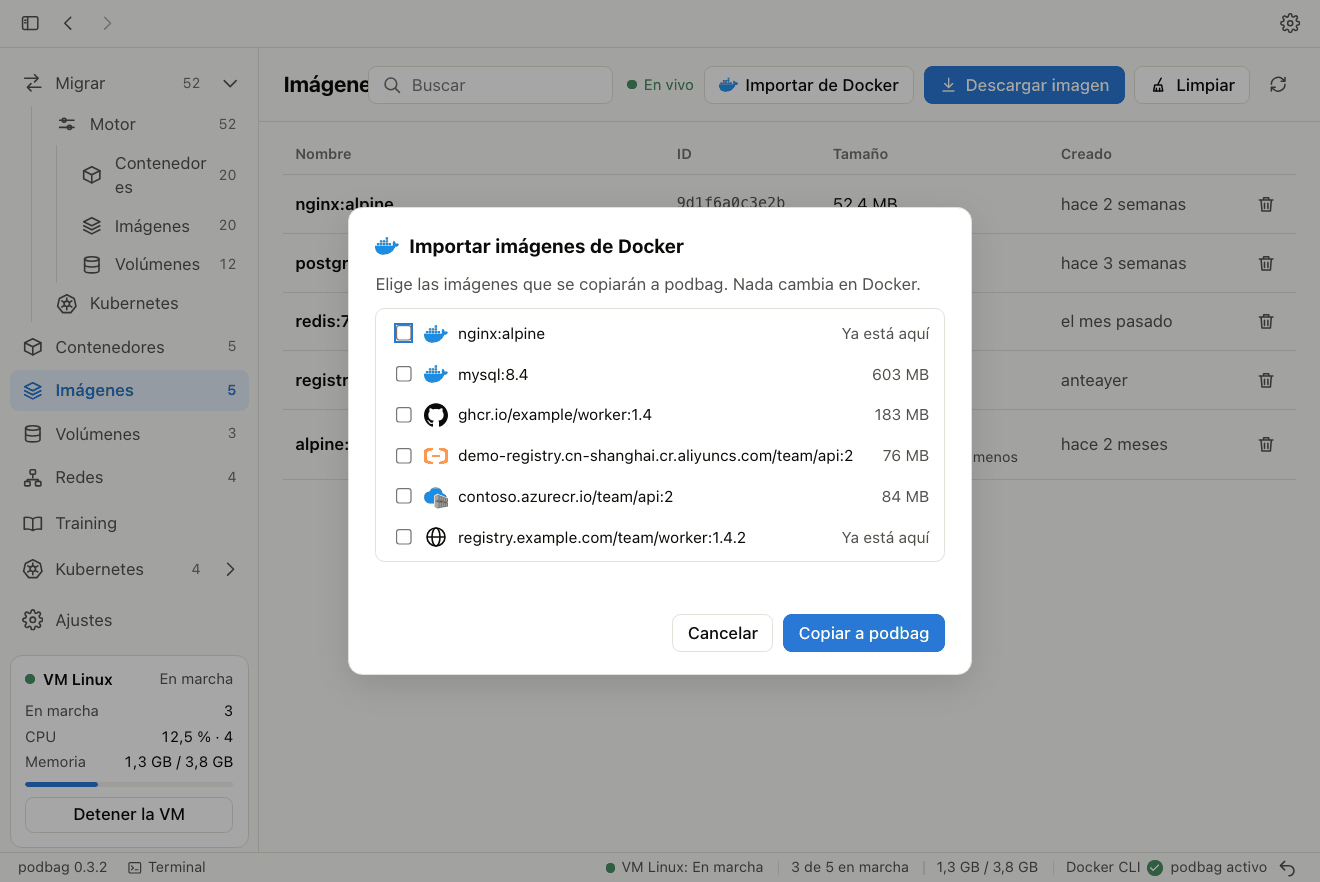 Migrar 52
Imágene
Buscar
En vivo
Importar de Docker
Descargar imagen
Limpiar
Motor 52
Contenedor
es 20
Imágenes 20
Volúmenes 12
Kubernetes
Contenedores 5
Imágenes 5
Volúmenes 3
Redes 4
Training
Kubernetes 4
Ajustes
VM Linux En marcha
En marcha 3
CPU 12,5 % · 4
Memoria 1,3 GB / 3,8 GB
Detener la VM
Nombre ID Tamaño Creado
nginx:alpine 9d1f6a0c3e2b 52,4 MB hace 2 semanas
postgr hace 3 semanas
redis:7 el mes pasado
registr anteayer
alpine: hace 2 meses
menos
Importar imágenes de Docker
Elige las imágenes que se copiarán a podbag. Nada cambia en Docker.
nginx:alpine Ya está aquí
mysql:8.4 603 MB
ghcr.io/example/worker:1.4 183 MB
demo-registry.cn-shanghai.cr.aliyuncs.com/team/api:2 76 MB
contoso.azurecr.io/team/api:2 84 MB
registry.example.com/team/worker:1.4.2 Ya está aquí
Cancelar
Copiar a podbag
podbag 0.3.2
Terminal
VM Linux: En marcha
3 de 5 en marcha
1,3 GB / 3,8 GB
Docker CLI
podbag activo